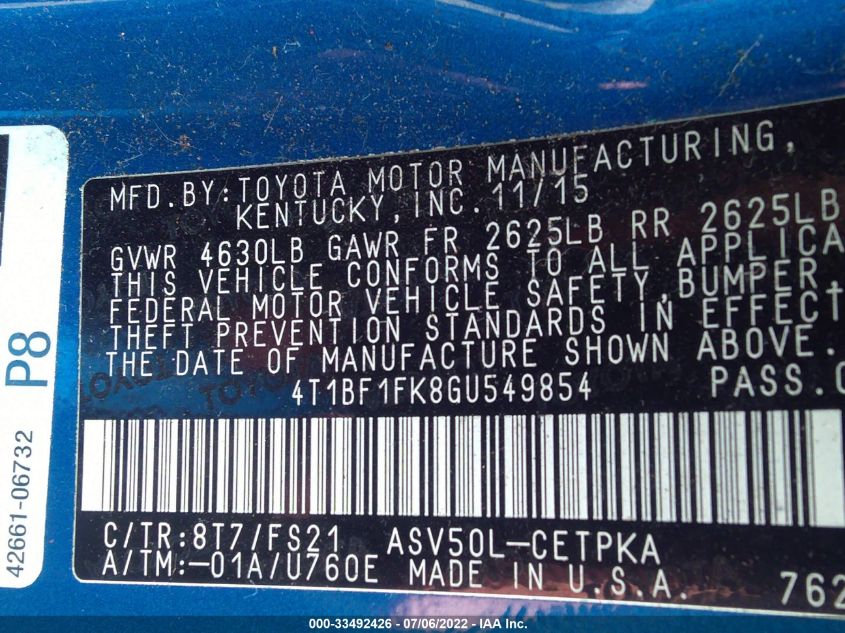 MFD. BY: TOYOTA MOTOR MANUFACTURING,
KENTUCKY, INC. 11/15
GVWR 4630LB GAWR FR 2625LB RR 2625LB
THIS VEHICLE CONFORMS TO ALL APPLICA
FEDERAL MOTOR VEHICLE SAFETY, BUMPER,
THEFT PREVENTION STANDARDS IN EFFECT
THE DATE OF MANUFACTURE SHOWN ABOVE.
4T1BF1FK8GU549854 PASS.
C/TR:8T7/FS21 ASV50L-CETPKA
A/TM:-01A/U760E MADE IN U.S.A. 762
P8
42661-06732
000-33492426 - 07/06/2022 - IAA Inc.